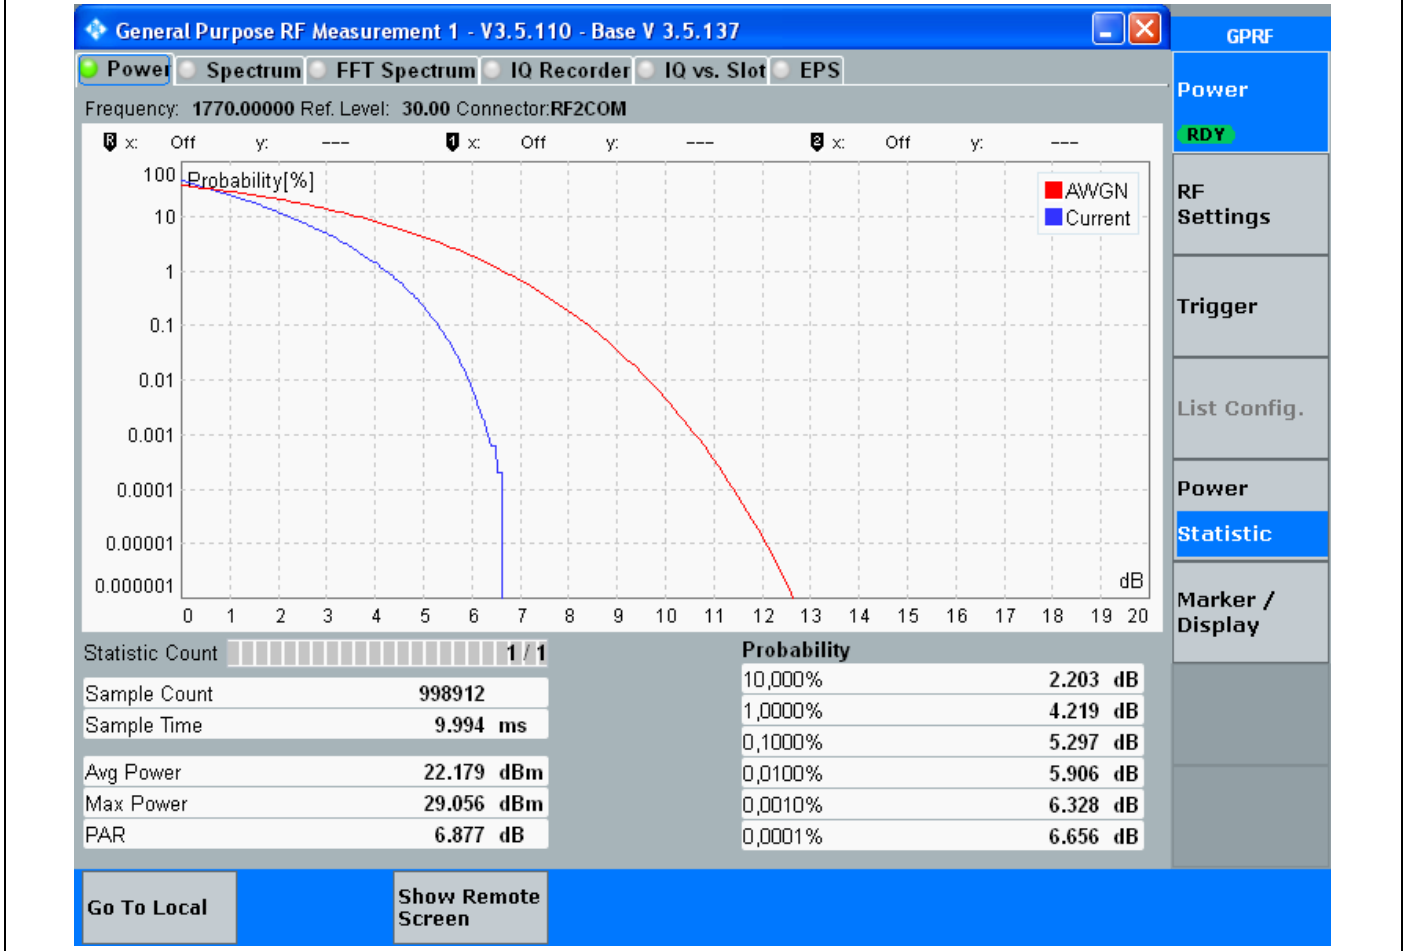 General Purpose RF Measurement 1 - V3.5.110 - Base V 3.5.137
GPRF
Power Spectrum FFT Spectrum IQ Recorder IQ vs. Slot EPS
Frequency: 1770.00000 Ref. Level: 30.00 Connector:RF2COM
R x: Off y: --- 1 x: Off y: --- 2 x: Off y: ---
Probability[%]
100
10
1
0.1
0.01
0.001
0.0001
0.00001
0.000001
AWGN
Current
dB
0 1 2 3 4 5 6 7 8 9 10 11 12 13 14 15 16 17 18 19 20
Statistic Count 1 / 1
Sample Count 998912
Sample Time 9.994 ms
Avg Power 22.179 dBm
Max Power 29.056 dBm
PAR 6.877 dB
Probability
10,000% 2.203 dB
1,0000% 4.219 dB
0,1000% 5.297 dB
0,0100% 5.906 dB
0,0010% 6.328 dB
0,0001% 6.656 dB
Power
RDY
RF
Settings
Trigger
List Config.
Power
Statistic
Marker /
Display
Go To Local
Show Remote
Screen